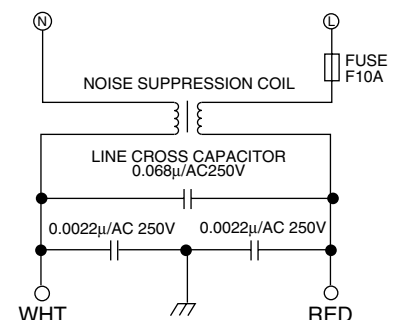 N
L
FUSE
F10A
NOISE SUPPRESSION COIL
LINE CROSS CAPACITOR
0.068μ/AC250V
0.0022μ/AC 250V
0.0022μ/AC 250V
WHT
RED